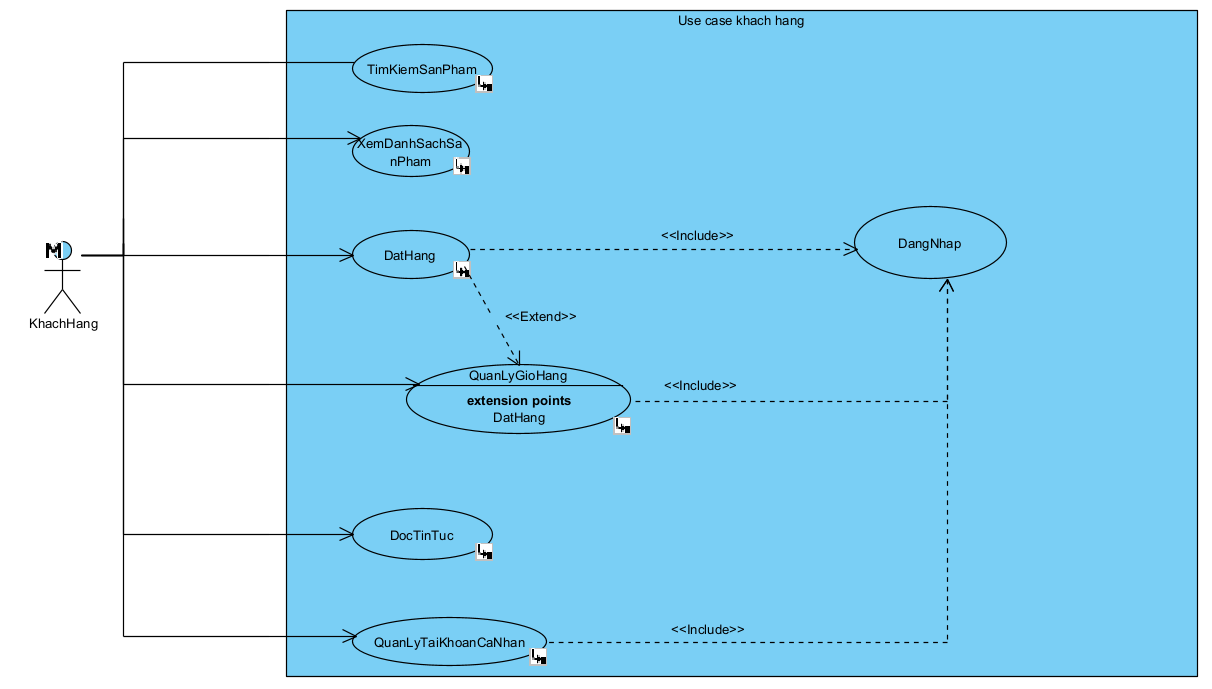 Use case khach hang
TimKiemSanPham
XemDanhSachSa
nPham
DatHang
<<Include>>
DangNhap
KhachHang
<<Extend>>
QuanLyGioHang
extension points
DatHang
<<Include>>
DocTinTuc
QuanLyTaiKhoanCaNhan
<<Include>>